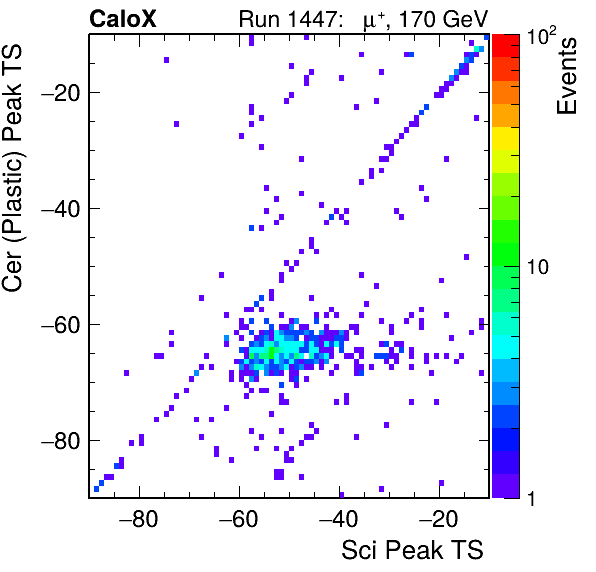 CaloX Run 1447: μ⁺, 170 GeV
Cer (Plastic) Peak TS
−20
−40
−60
−80
−80 −60 −40 −20
Sci Peak TS
10²
10
1
Events